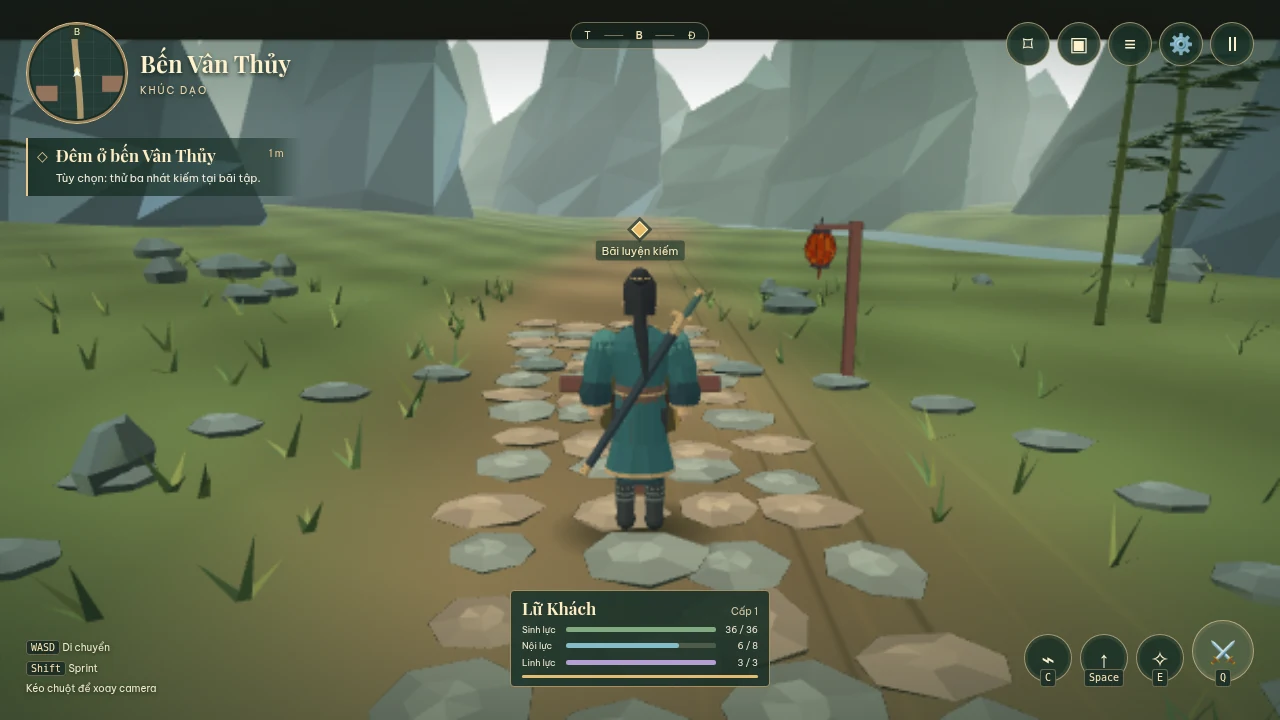 B
Bến Vân Thủy
KHÚC DẠO
T — B — Đ
Đêm ở bến Vân Thủy
1 m
Tùy chọn: thử ba nhát kiếm tại bãi tập.
Bãi luyện kiếm
Lữ Khách
Cấp 1
Sinh lực 36 / 36
Nội lực 6 / 8
Linh lực 3 / 3
WASD Di chuyển
Shift Sprint
Kéo chuột để xoay camera
C
Space
E
Q